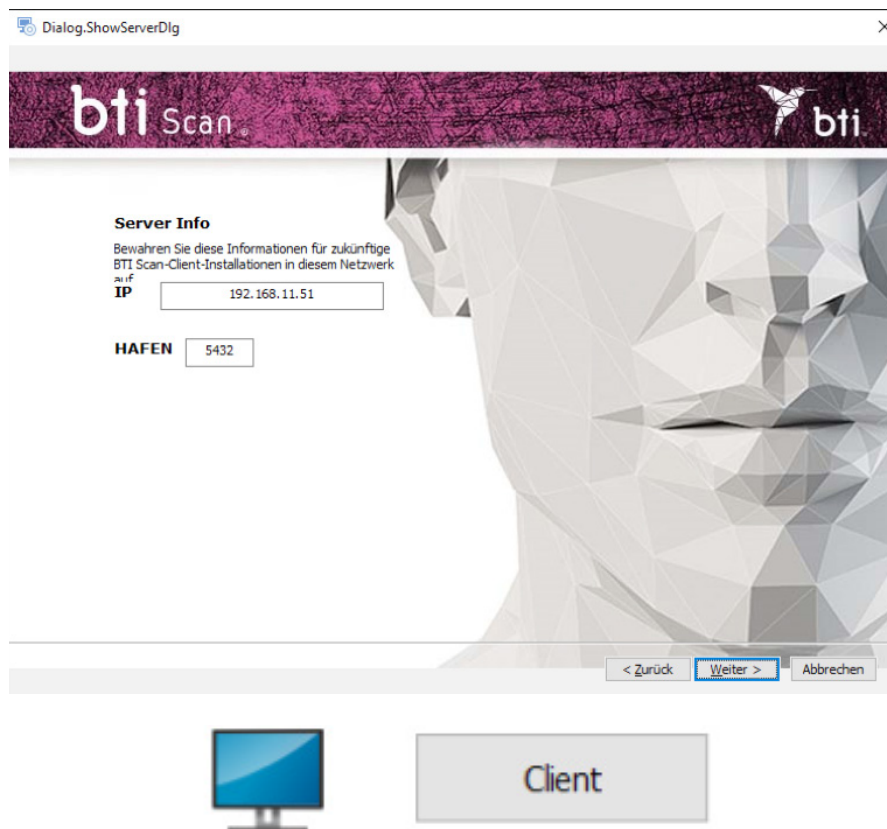 Dialog.ShowServerDlg
bti Scan®
bti
Server Info
Bewahren Sie diese Informationen für zukünftige
BTI Scan-Client-Installationen in diesem Netzwerk
auf
IP 192.168.11.51
HAFEN 5432
< Zurück Weiter > Abbrechen
Client